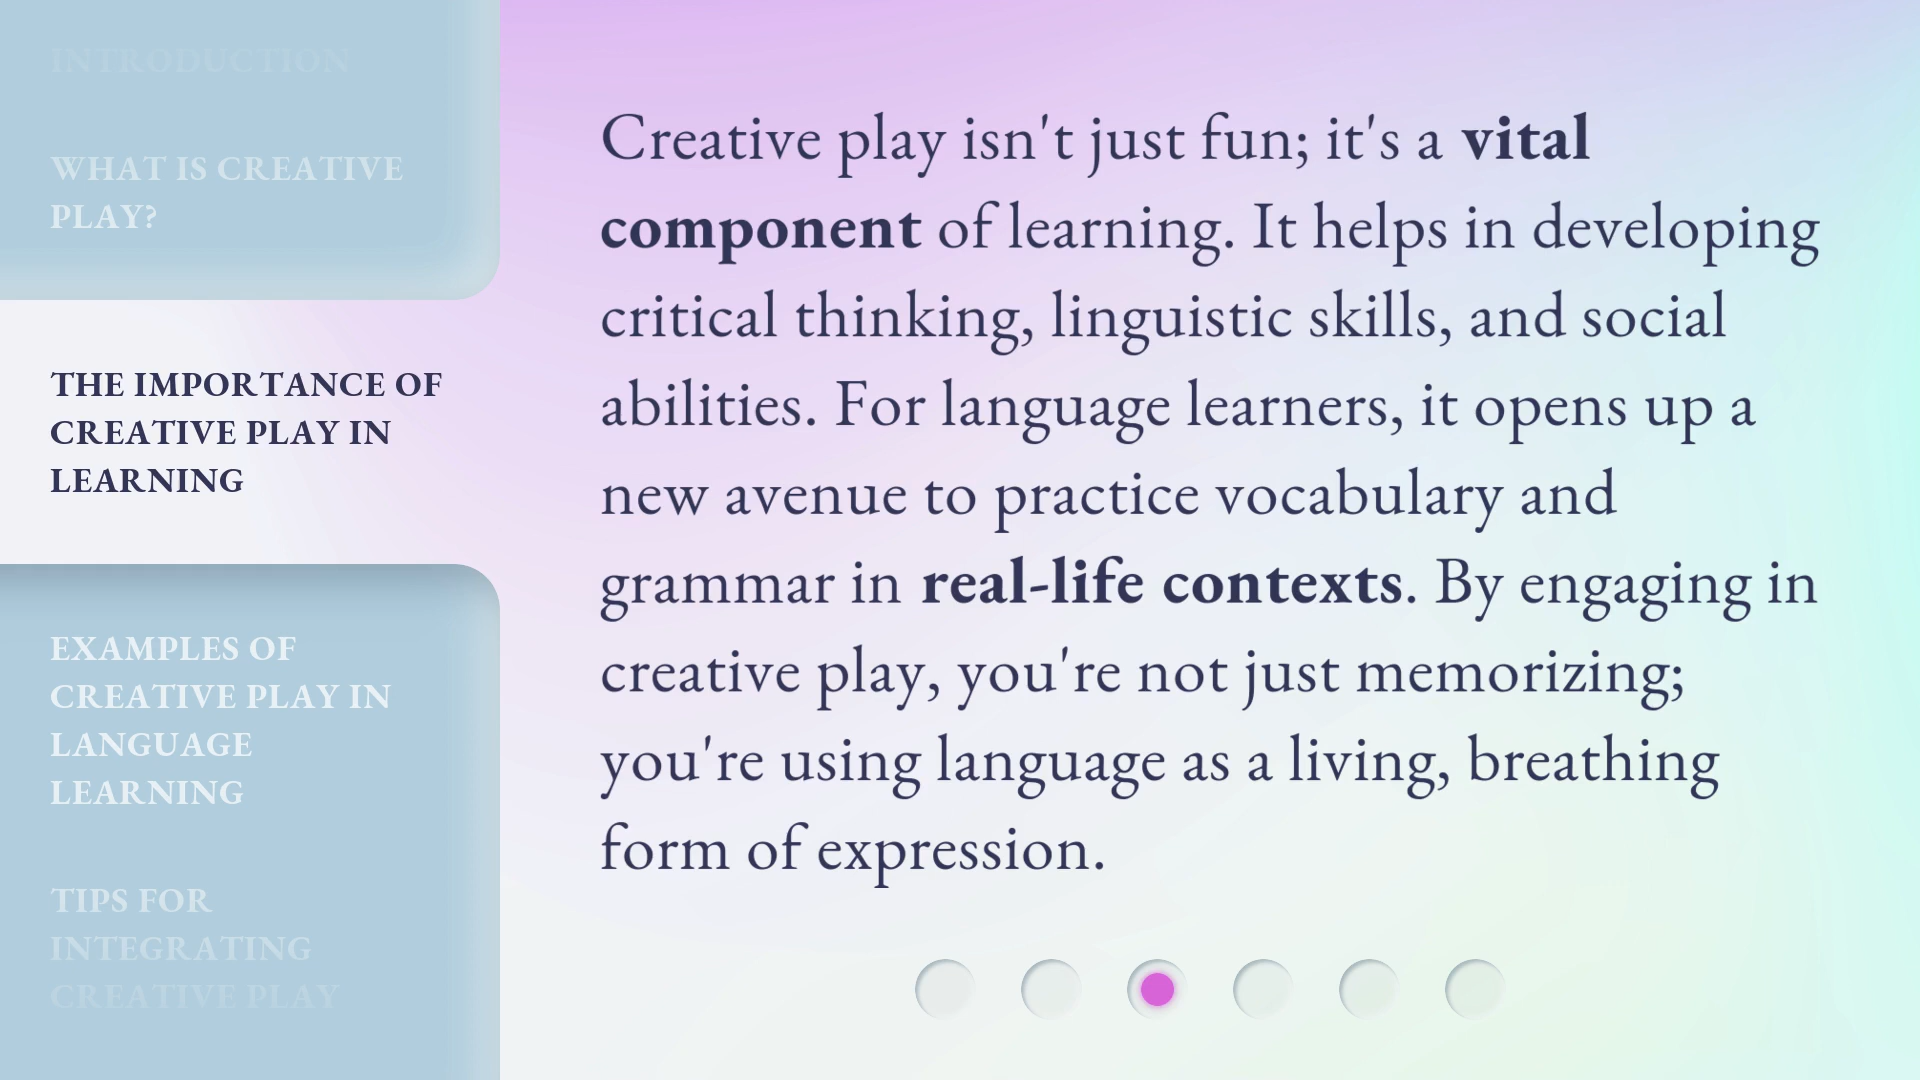 INTRODUCTION
WHAT IS CREATIVE
PLAY?
THE IMPORTANCE OF
CREATIVE PLAY IN
LEARNING
EXAMPLES OF
CREATIVE PLAY IN
LANGUAGE
LEARNING
TIPS FOR
INTEGRATING
CREATIVE PLAY
Creative play isn't just fun; it's a vital
component of learning. It helps in developing
critical thinking, linguistic skills, and social
abilities. For language learners, it opens up a
new avenue to practice vocabulary and
grammar in real-life contexts. By engaging in
creative play, you're not just memorizing;
you're using language as a living, breathing
form of expression.